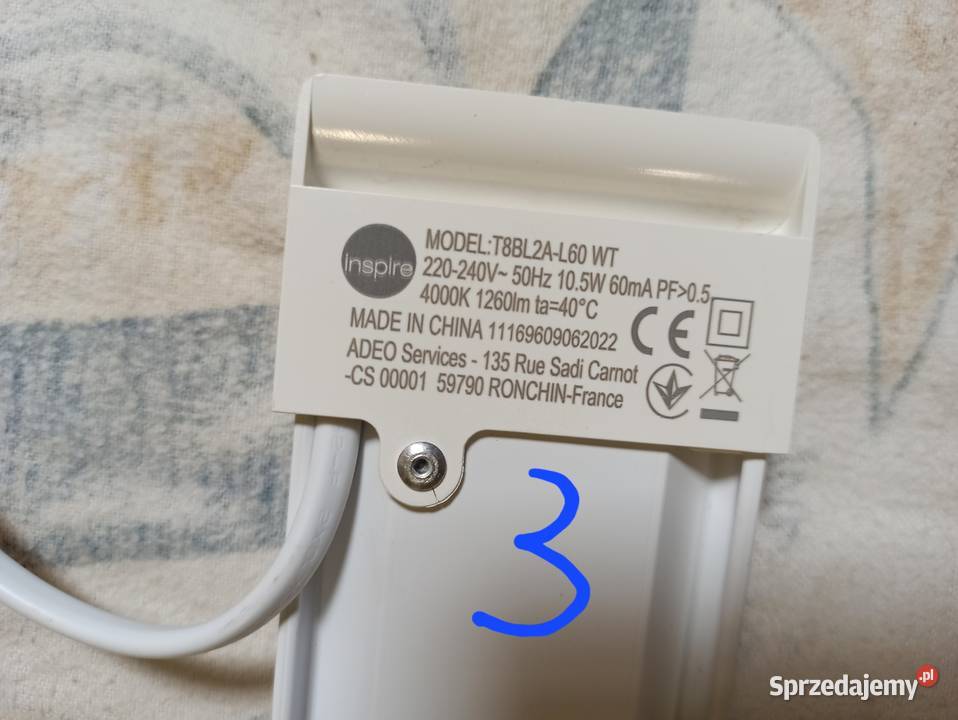 Inspire
MODEL:T8BL2A-L60 WT
220-240V~ 50Hz 10.5W 60mA PF>0.5
4000K 1260lm ta=40°C
MADE IN CHINA 11169609062022
ADEO Services - 135 Rue Sadi Carnot
-CS 00001 59790 RONCHIN-France
CE
3
Sprzedajemy.pl